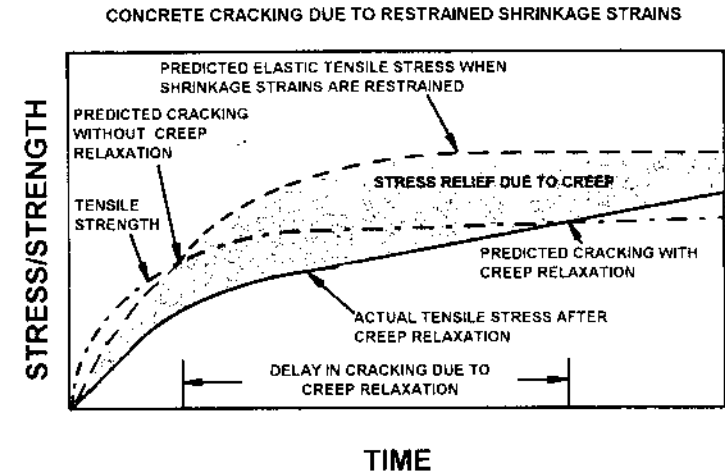 CONCRETE CRACKING DUE TO RESTRAINED SHRINKAGE STRAINS
PREDICTED ELASTIC TENSILE STRESS WHEN
SHRINKAGE STRAINS ARE RESTRAINED
PREDICTED CRACKING
WITHOUT CREEP
RELAXATION
TENSILE
STRENGTH
STRESS RELIEF DUE TO CREEP
PREDICTED CRACKING WITH
CREEP RELAXATION
ACTUAL TENSILE STRESS AFTER
CREEP RELAXATION
DELAY IN CRACKING DUE TO
CREEP RELAXATION
STRESS/STRENGTH
TIME